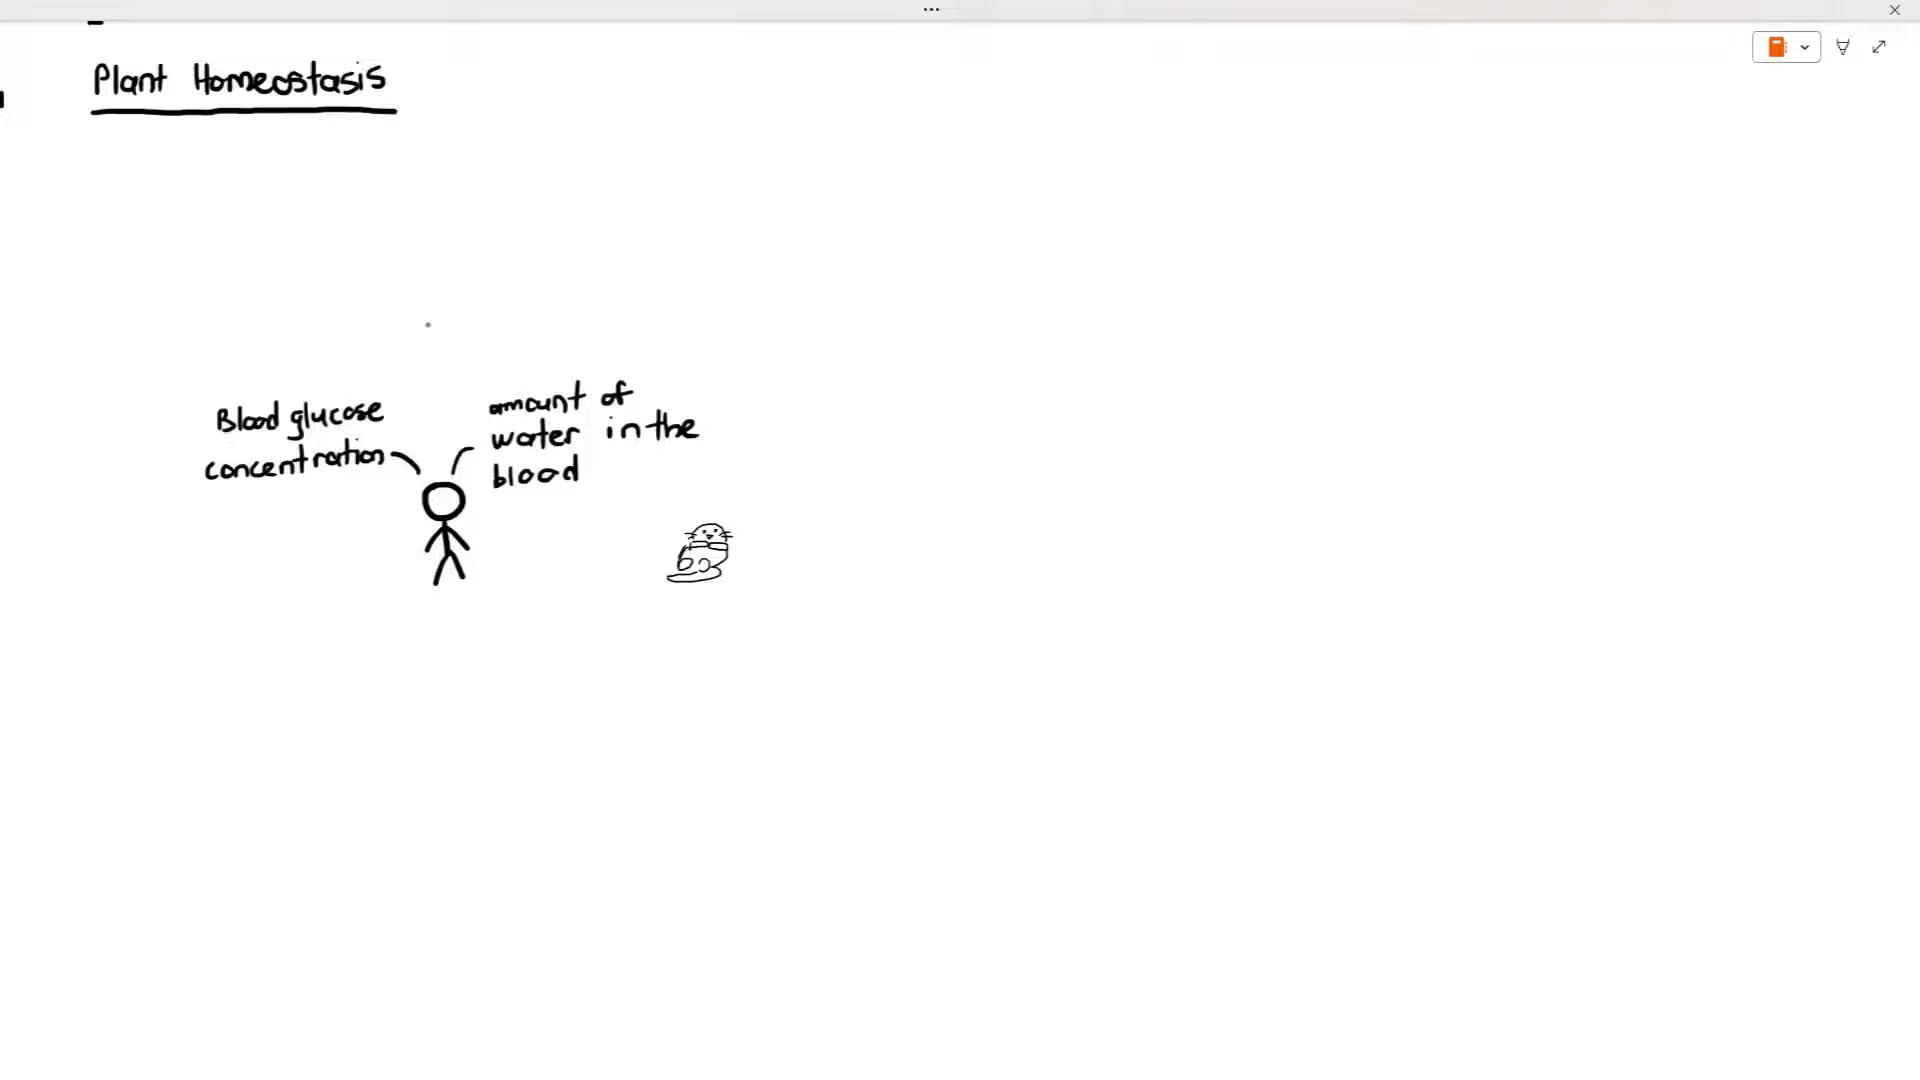 Plant Homeostasis
Blood glucose
concentration
amount of
water in the
blood